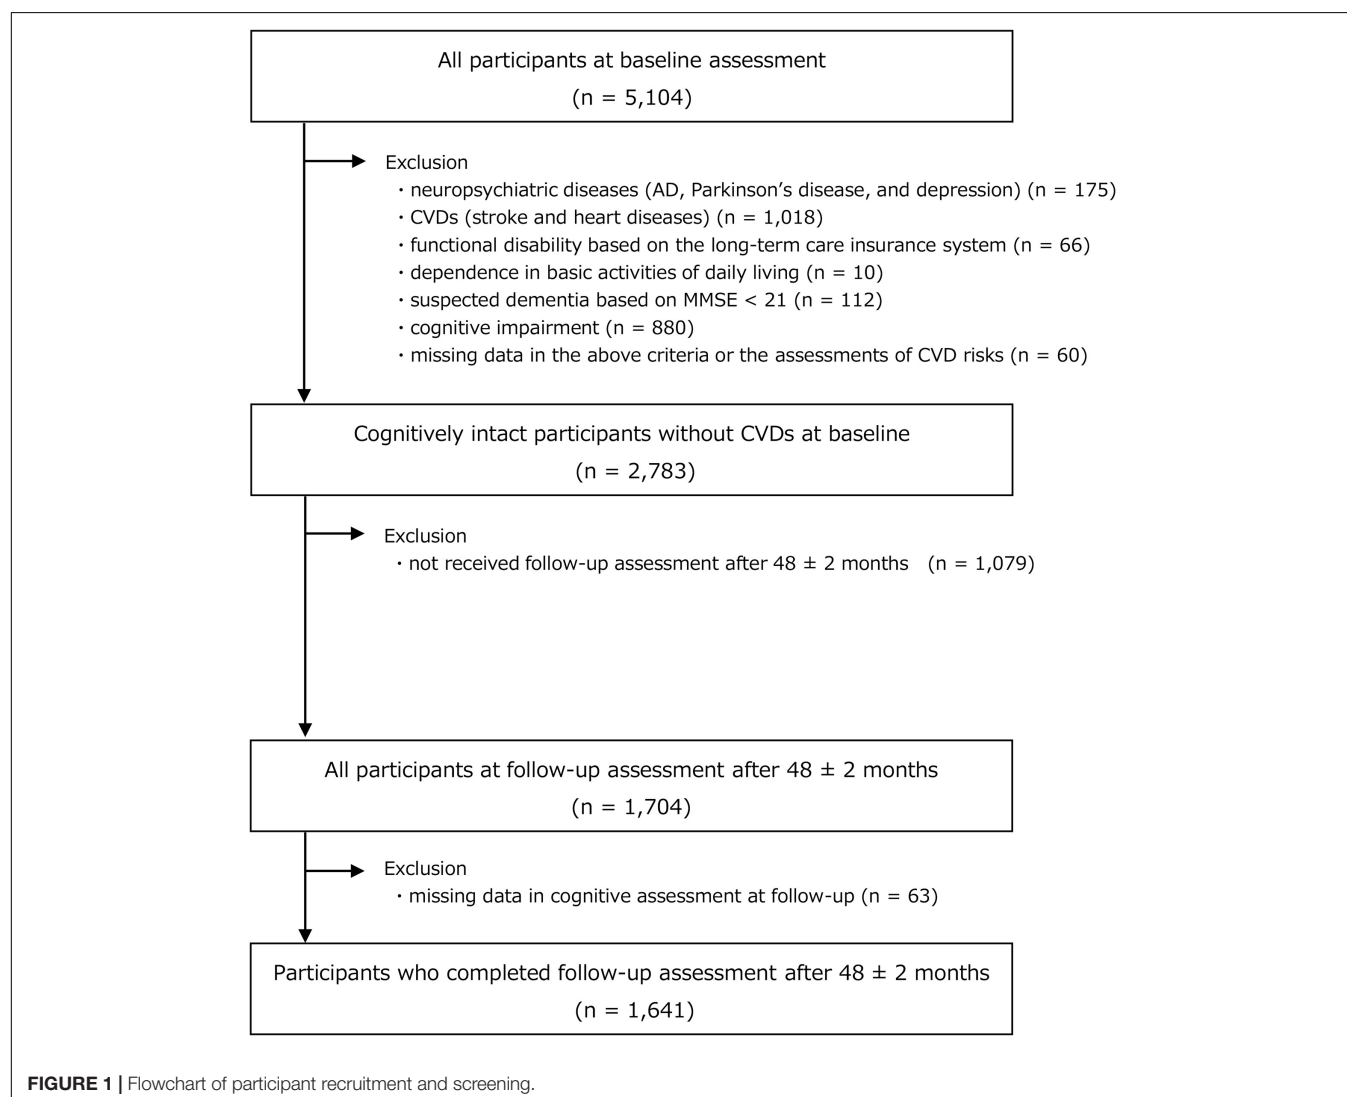 All participants at baseline assessment
(n = 5,104)
Exclusion
・neuropsychiatric diseases (AD, Parkinson’s disease, and depression) (n = 175)
・CVDs (stroke and heart diseases) (n = 1,018)
・functional disability based on the long-term care insurance system (n = 66)
・dependence in basic activities of daily living (n = 10)
・suspected dementia based on MMSE < 21 (n = 112)
・cognitive impairment (n = 880)
・missing data in the above criteria or the assessments of CVD risks (n = 60)
Cognitively intact participants without CVDs at baseline
(n = 2,783)
Exclusion
・not received follow-up assessment after 48 ± 2 months (n = 1,079)
All participants at follow-up assessment after 48 ± 2 months
(n = 1,704)
Exclusion
・missing data in cognitive assessment at follow-up (n = 63)
Participants who completed follow-up assessment after 48 ± 2 months
(n = 1,641)
FIGURE 1 | Flowchart of participant recruitment and screening.